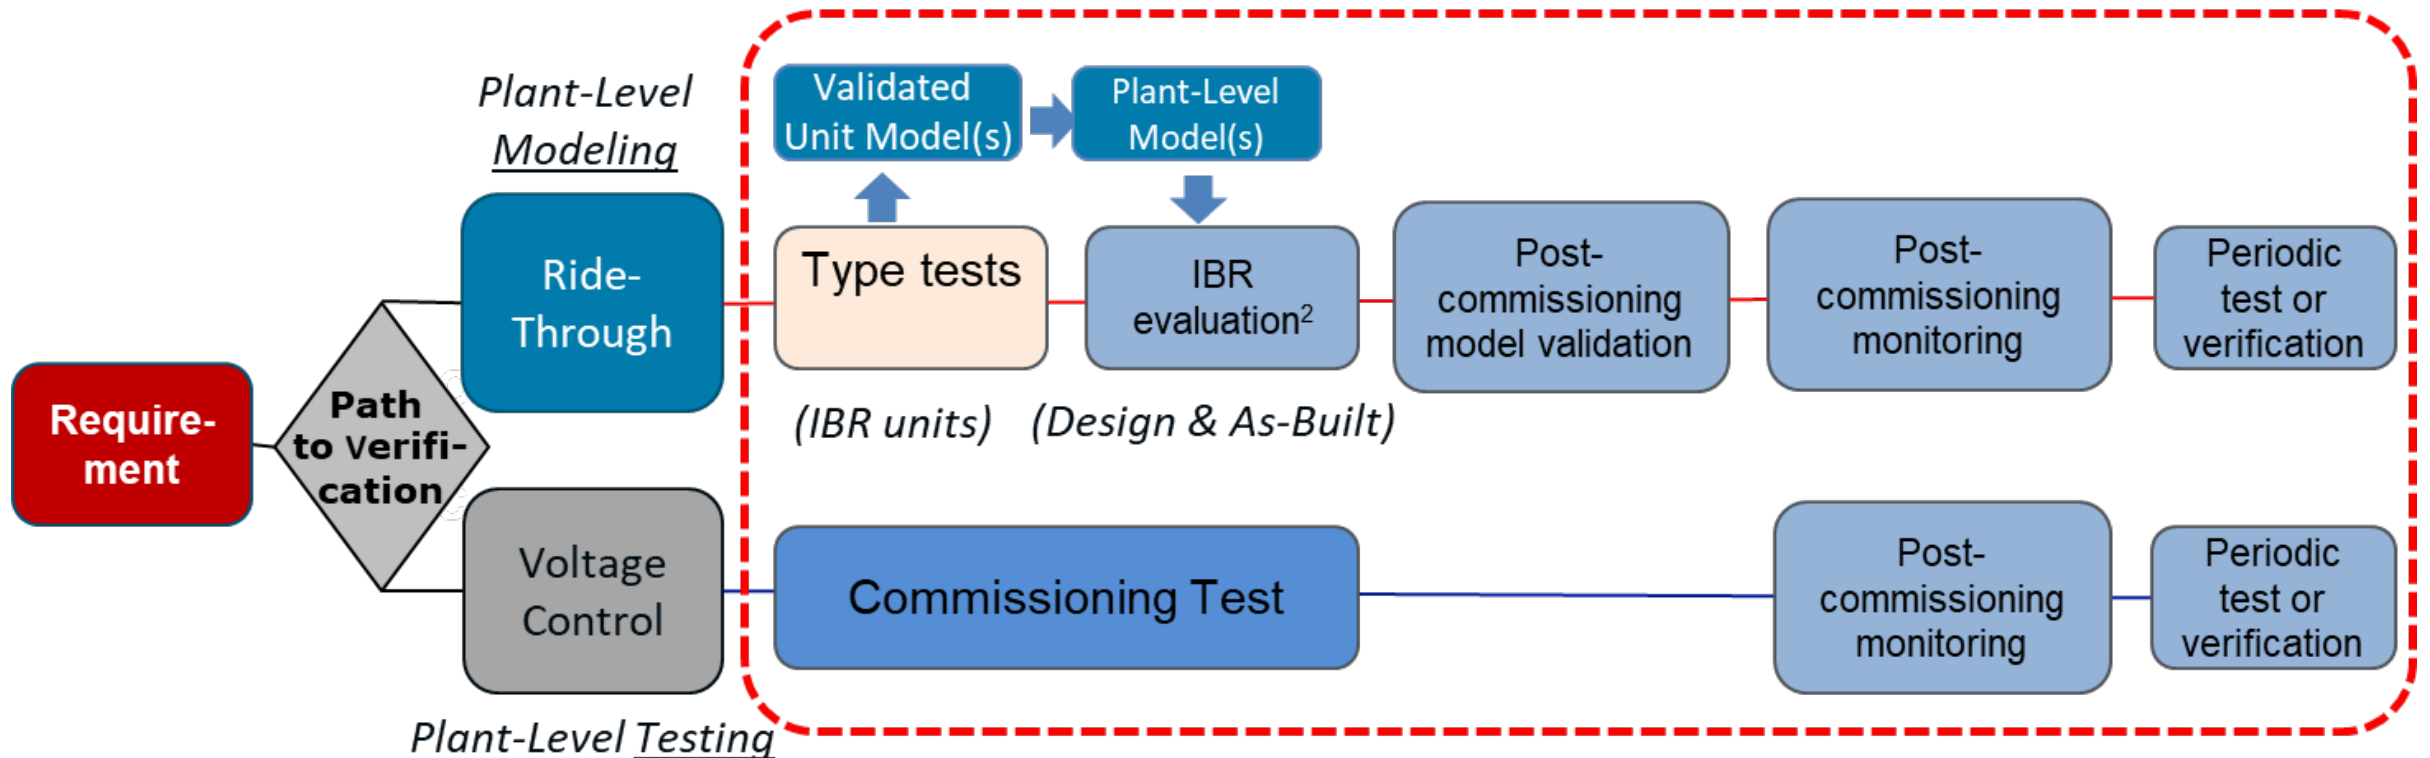 Plant-Level
Modeling
Validated
Unit Model(s)
Plant-Level
Model(s)
Require-
ment
Path
to Verifi-
cation
Ride-
Through
Type tests
IBR
evaluation²
Post-
commissioning
model validation
Post-
commissioning
monitoring
Periodic
test or
verification
(IBR units)
(Design & As-Built)
Voltage
Control
Commissioning Test
Post-
commissioning
monitoring
Periodic
test or
verification
Plant-Level Testing